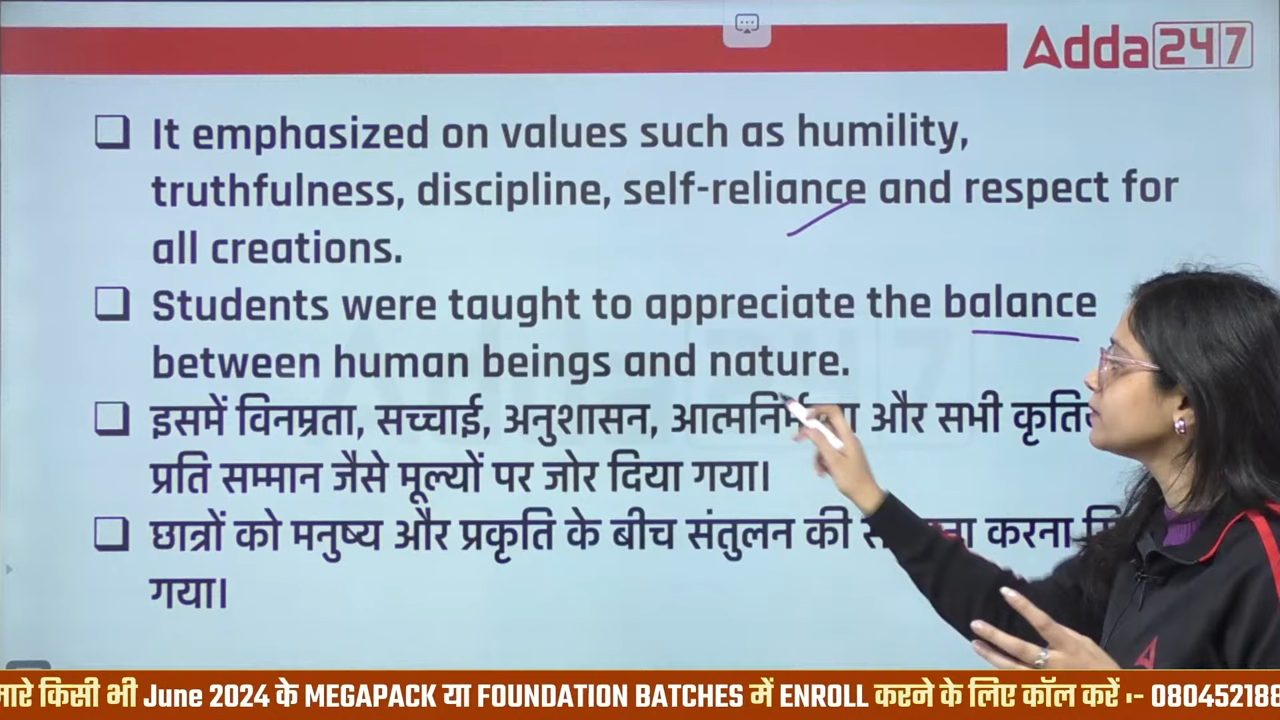 Adda247
It emphasized on values such as humility,
truthfulness, discipline, self-reliance and respect for
all creations.
Students were taught to appreciate the balance
between human beings and nature.
इसमें विनम्रता, सच्चाई, अनुशासन, और सभी
प्रति सम्मान जैसे मूल्यों पर जोर दिया गया।
छात्रों को मनुष्य और प्रकृति के बीच संतुलन की करना
गया।
किसी भी June 2024 के MEGAPACK या FOUNDATION BATCHES में ENROLL करने के लिए कॉल करें :- 080452188